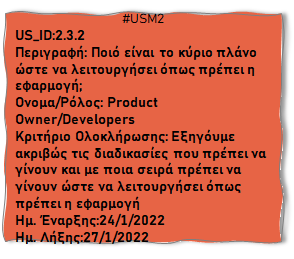 #USM2
US_ID:2.3.2
Περιγραφή: Ποιό είναι το κύριο πλάνο
ώστε να λειτουργήσει όπως πρέπει η
εφαρμογή;
Ονομα/Ρόλος: Product
Owner/Developers
Κριτήριο Ολοκλήρωσης: Εξηγούμε
ακριβώς τις διαδικασίες που πρέπει να
γίνουν και με ποια σειρά πρέπει να
γίνουν ώστε να λειτουργήσει όπως
πρέπει η εφαρμογή
Ημ. Έναρξης:24/1/2022
Ημ. Λήξης:27/1/2022